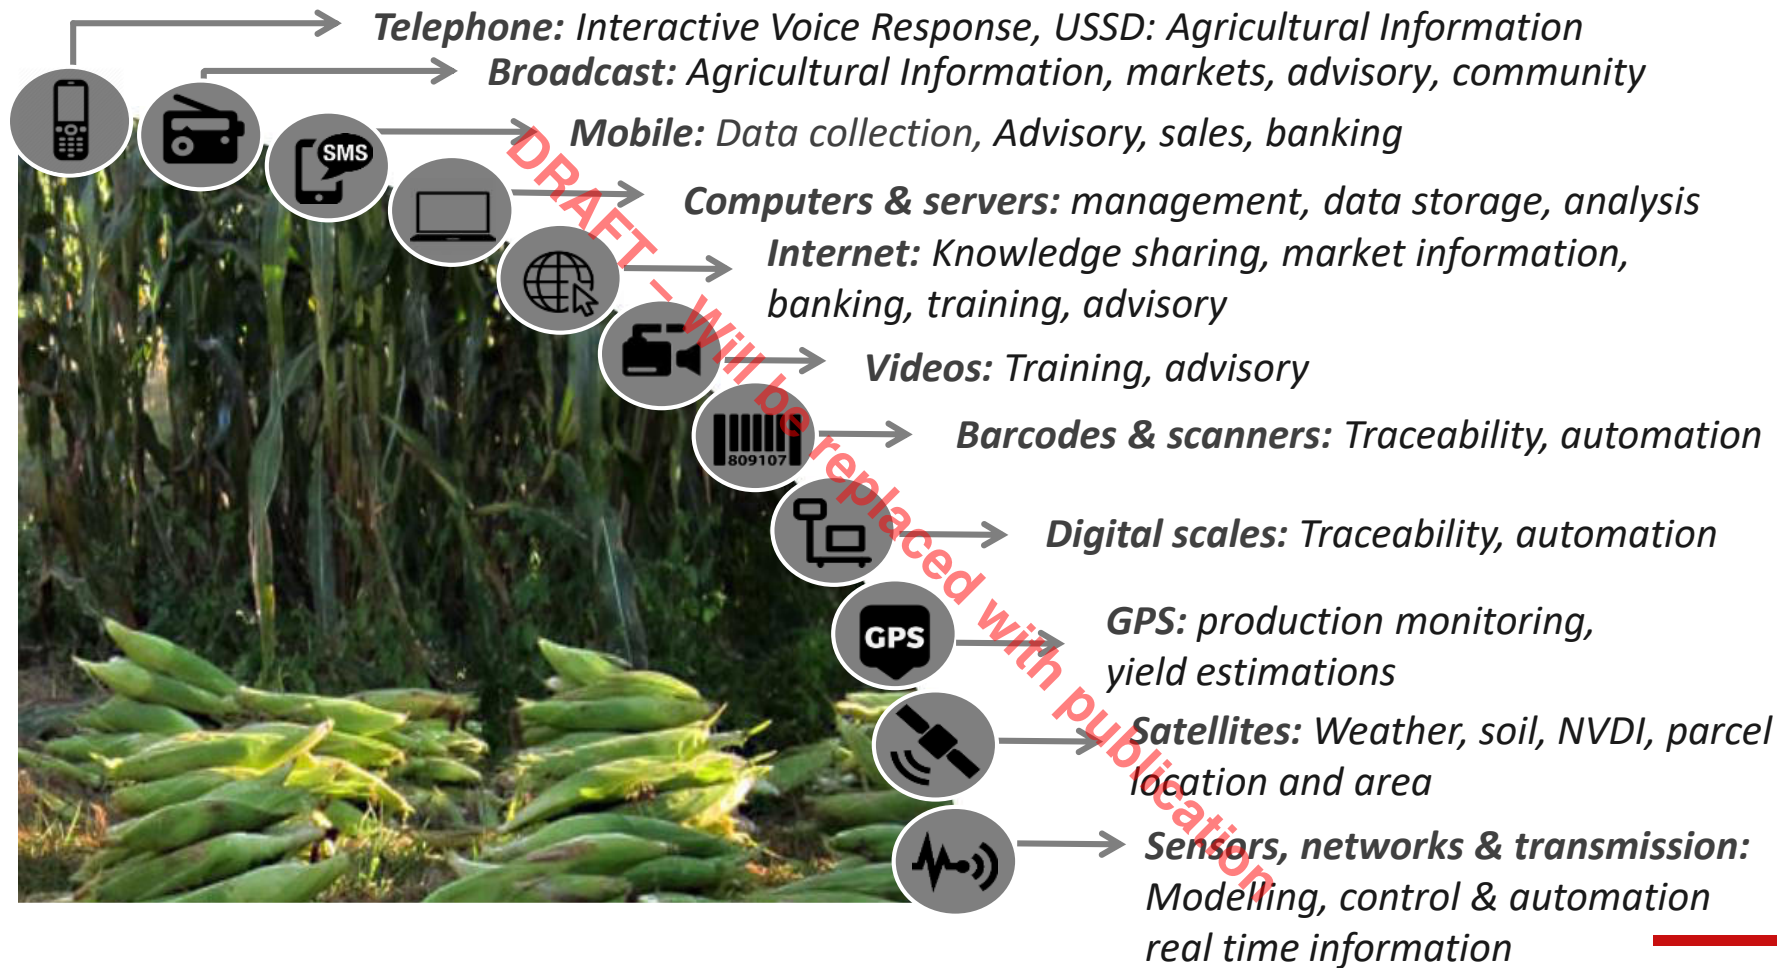 Telephone: Interactive Voice Response, USSD: Agricultural Information
Broadcast: Agricultural Information, markets, advisory, community
SMS
Mobile: Data collection, Advisory, sales, banking
Computers & servers: management, data storage, analysis
Internet: Knowledge sharing, market information,
banking, training, advisory
Videos: Training, advisory
809107
Barcodes & scanners: Traceability, automation
Digital scales: Traceability, automation
GPS
GPS: production monitoring,
yield estimations
Satellites: Weather, soil, NVDI, parcel
location and area
Sensors, networks & transmission:
Modelling, control & automation
real time information
DRAFT – Will be replaced with publication